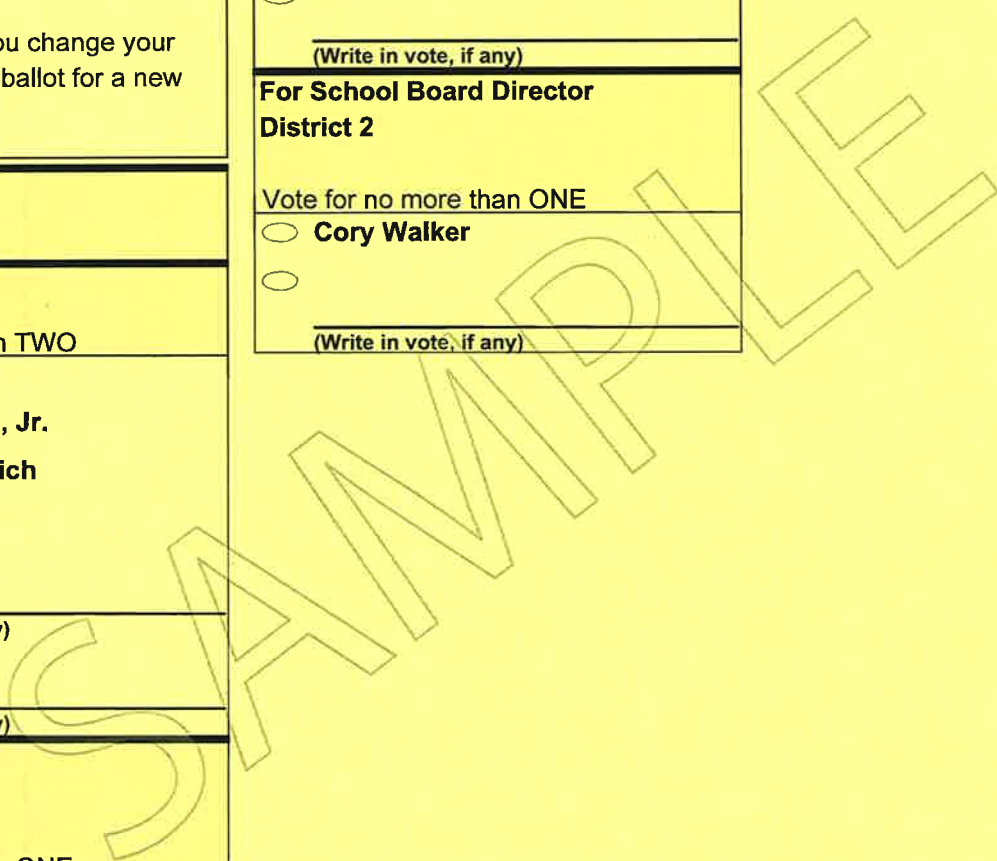 ou change your
ballot for a new
n TWO
, Jr.
ich
)
)
ONE
(Write in vote, if any)
For School Board Director
District 2
Vote for no more than ONE
Cory Walker
(Write in vote, if any)
SAMPLE